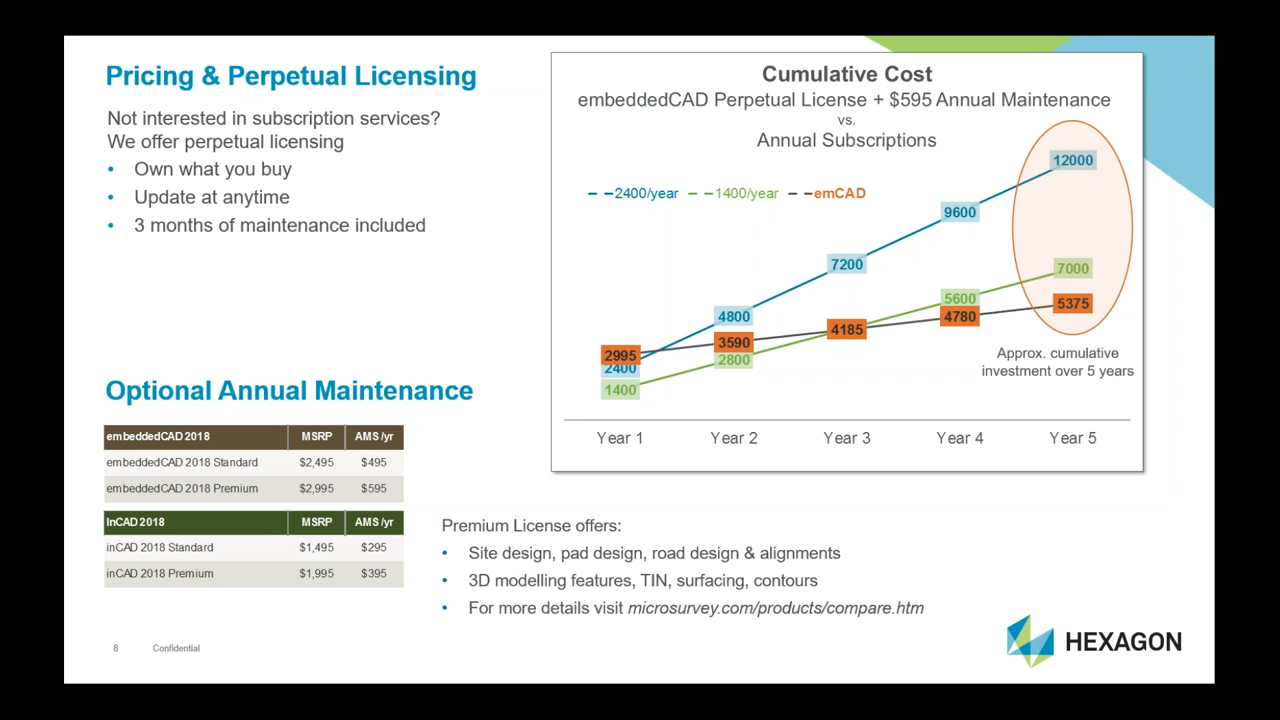 Pricing & Perpetual Licensing
Not interested in subscription services?
We offer perpetual licensing
• Own what you buy
• Update at anytime
• 3 months of maintenance included
Cumulative Cost
embeddedCAD Perpetual License + $595 Annual Maintenance
vs.
Annual Subscriptions
2400/year 1400/year emCAD
12000
9600
7200
7000
4800
5600
5375
4780
4185
3590
2995
2800
2400
1400
Approx. cumulative
investment over 5 years
Year 1 Year 2 Year 3 Year 4 Year 5
Optional Annual Maintenance
embeddedCAD 2018 MSRP AMS /yr
embeddedCAD 2018 Standard $2,495 $495
embeddedCAD 2018 Premium $2,995 $595
InCAD 2018 MSRP AMS /yr
inCAD 2018 Standard $1,495 $295
inCAD 2018 Premium $1,995 $395
Premium License offers:
• Site design, pad design, road design & alignments
• 3D modelling features, TIN, surfacing, contours
• For more details visit microsurvey.com/products/compare.htm
8 Confidential
HEXAGON